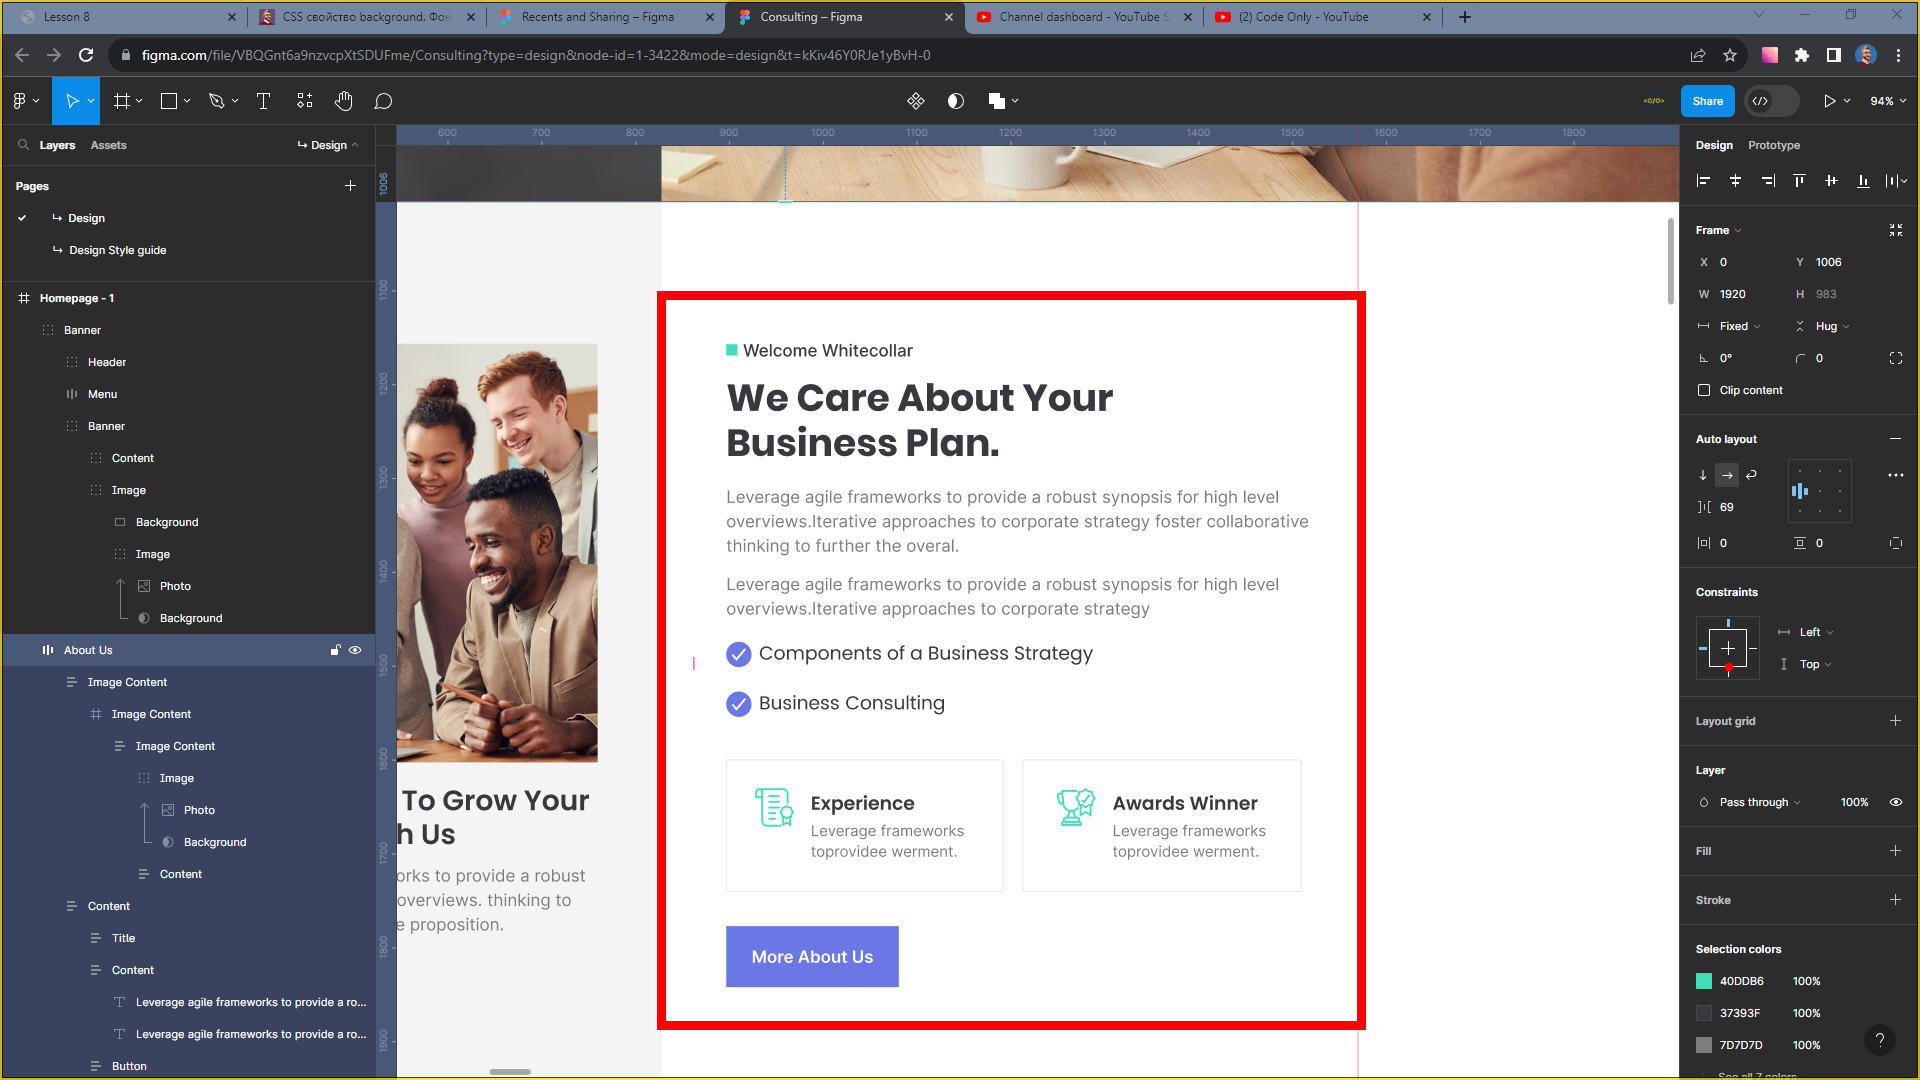 Lesson 8
CSS свойство background. Фон
Recents and Sharing – Figma
Consulting – Figma
Channel dashboard - YouTube S
(2) Code Only - YouTube
figma.com/file/VBQGnt6a9nzvcpXtSDUFme/Consulting?type=design&node-id=1-3422&mode=design&t=kKiv46Y0RJe1yBvH-0
Share
94%
Layers
Assets
Design
Pages
Design
Design Style guide
Homepage - 1
Banner
Header
Menu
Banner
Content
Image
Background
Image
Photo
Background
About Us
Image Content
Image Content
Image Content
Image
Photo
Background
Content
Content
Title
Content
Leverage agile frameworks to provide a ro...
Leverage agile frameworks to provide a ro...
Button
600 700 800 900 1000 1100 1200 1300 1400 1500 1600 1700 1800
1006
1100
1200
1300
1400
1500
1600
1700
1800
1900
To Grow Your
h Us
orks to provide a robust
overviews. thinking to
e proposition.
Welcome Whitecollar
We Care About Your
Business Plan.
Leverage agile frameworks to provide a robust synopsis for high level
overviews.Iterative approaches to corporate strategy foster collaborative
thinking to further the overal.
Leverage agile frameworks to provide a robust synopsis for high level
overviews.Iterative approaches to corporate strategy
Components of a Business Strategy
Business Consulting
Experience
Leverage frameworks
toprovidee werment.
Awards Winner
Leverage frameworks
toprovidee werment.
More About Us
Design
Prototype
Frame
X 0
Y 1006
W 1920
H 983
Fixed
Hug
0°
0
Clip content
Auto layout
69
0
0
Constraints
Left
Top
Layout grid
Layer
Pass through
100%
Fill
Stroke
Selection colors
40DDB6 100%
37393F 100%
7D7D7D 100%
See all 7 colors
?